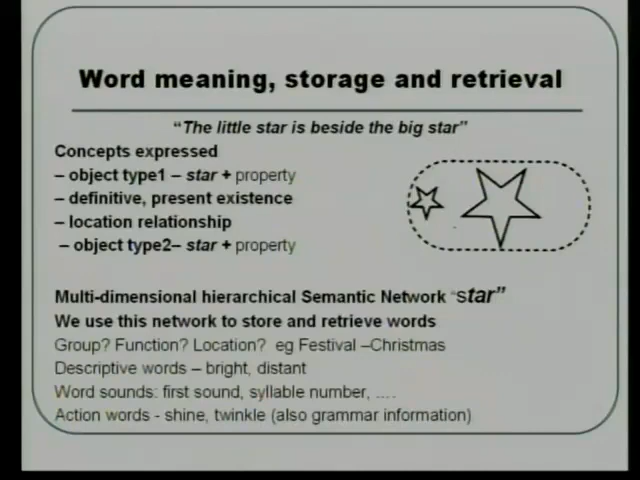 Word meaning, storage and retrieval
"The little star is beside the big star"
Concepts expressed
– object type1 – star + property
– definitive, present existence
– location relationship
– object type2– star + property
Multi-dimensional hierarchical Semantic Network "star"
We use this network to store and retrieve words
Group? Function? Location? eg Festival –Christmas
Descriptive words – bright, distant
Word sounds: first sound, syllable number, ....
Action words - shine, twinkle (also grammar information)